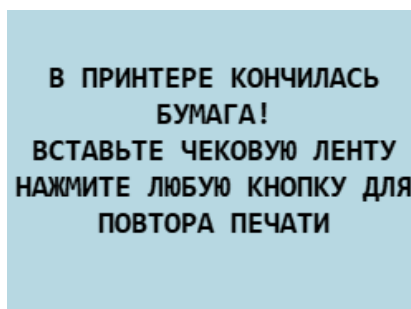 В ПРИНТЕРЕ КОНЧИЛАСЬ
БУМАГА!
ВСТАВЬТЕ ЧЕКОВУЮ ЛЕНТУ
НАЖМИТЕ ЛЮБУЮ КНОПКУ ДЛЯ
ПОВТОРА ПЕЧАТИ